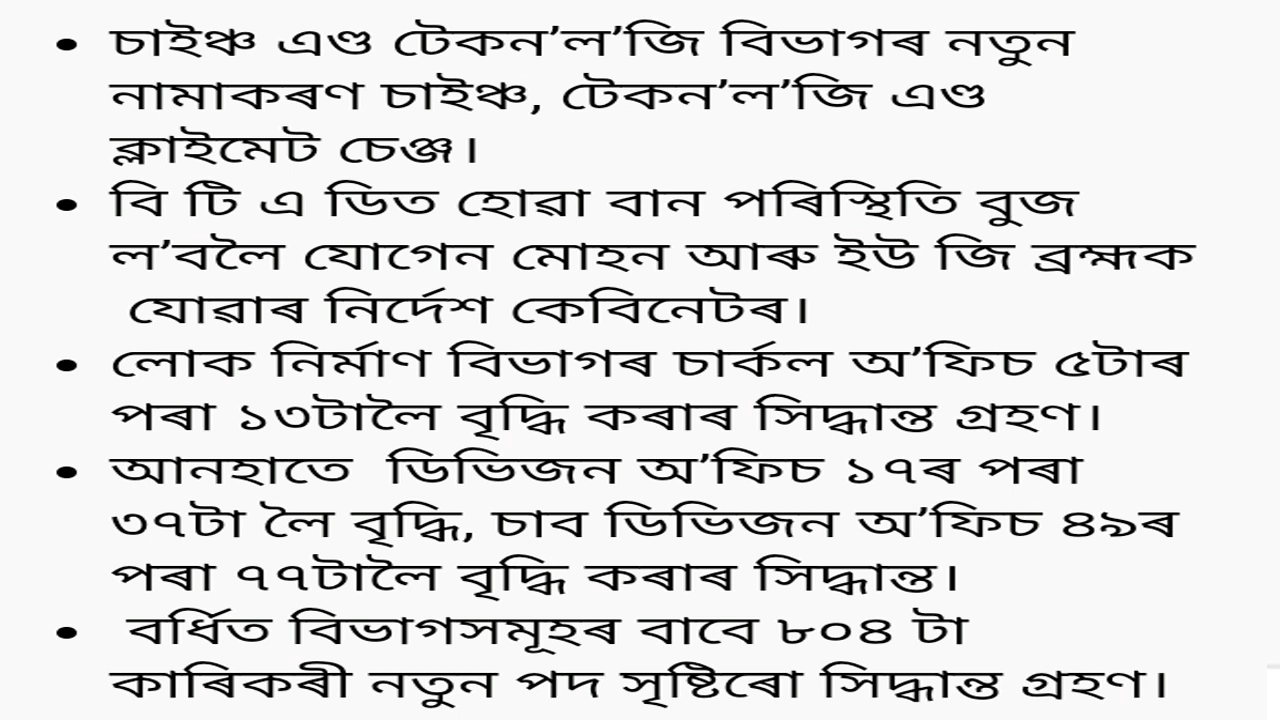 • চাইঞ্চ এণ্ড টেকন’ল’জি বিভাগৰ নতুন
নামাকৰণ চাইঞ্চ, টেকন’ল’জি এণ্ড
ক্লাইমেট চেঞ্জ।
• বি টি এ ডিত হোৱা বান পৰিস্থিতি বুজ
ল’বলৈ যোগেন মোহন আৰু ইউ জি ব্ৰহ্মক
যোৱাৰ নিৰ্দেশ কেবিনেটৰ।
• লোক নিৰ্মাণ বিভাগৰ চাৰ্কল অ’ফিচ ৫টাৰ
পৰা ১৩টালৈ বৃদ্ধি কৰাৰ সিদ্ধান্ত গ্ৰহণ।
• আনহাতে ডিভিজন অ’ফিচ ১৭ৰ পৰা
৩৭টা লৈ বৃদ্ধি, চাব ডিভিজন অ’ফিচ ৪৯ৰ
পৰা ৭৭টালৈ বৃদ্ধি কৰাৰ সিদ্ধান্ত।
• বৰ্ধিত বিভাগসমূহৰ বাবে ৮০৪ টা
কাৰিকৰী নতুন পদ সৃষ্টিৰো সিদ্ধান্ত গ্ৰহণ।